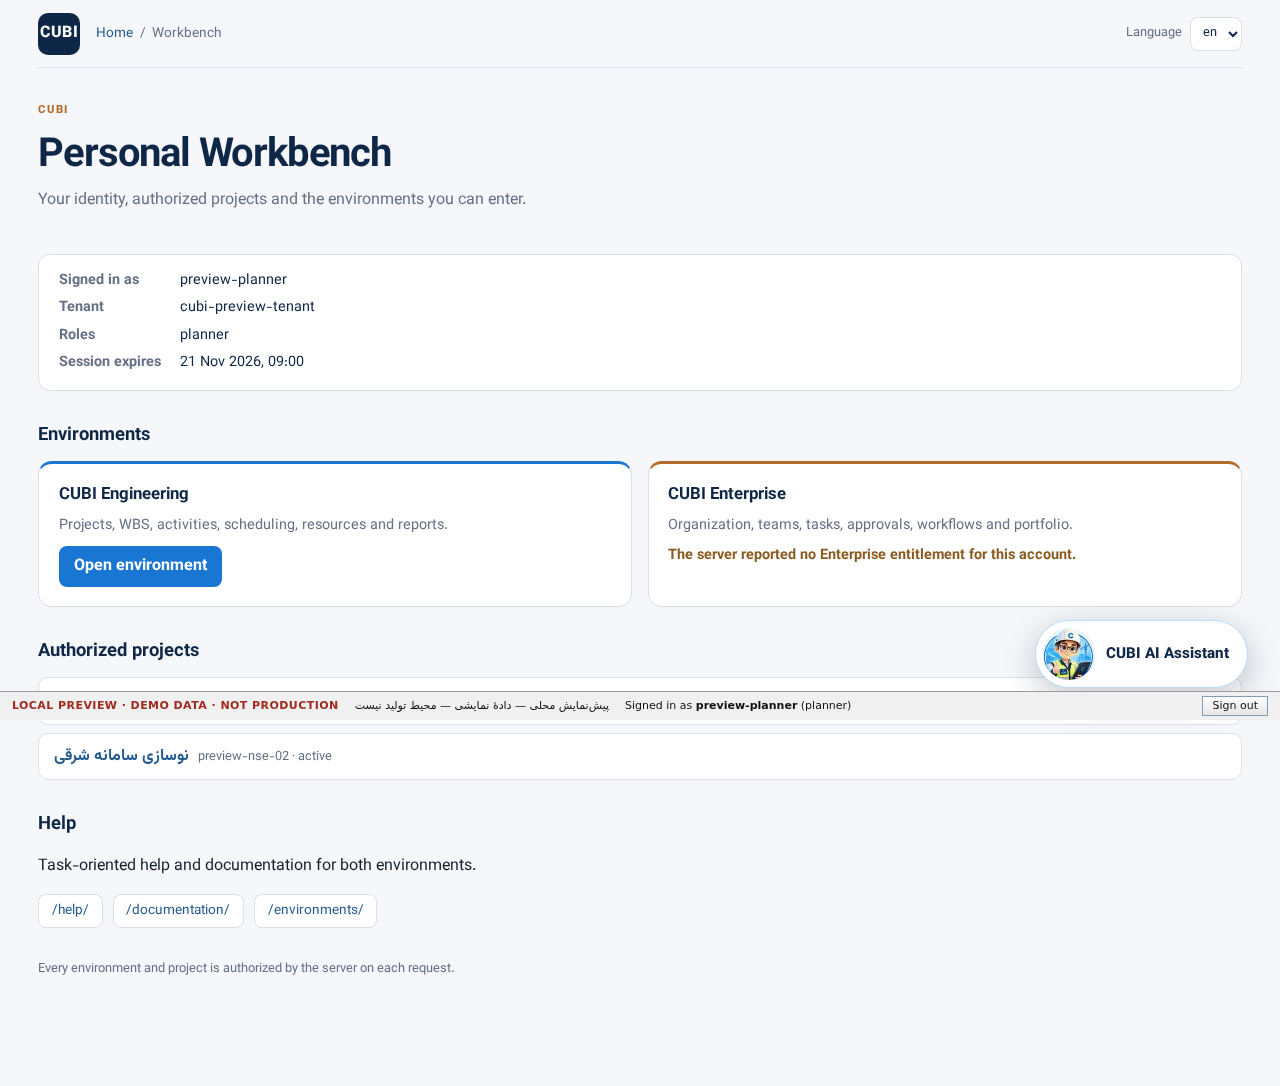 CUBI Home / Workbench Language en
CUBI
Personal Workbench
Your identity, authorized projects and the environments you can enter.
Signed in as preview-planner
Tenant cubi-preview-tenant
Roles planner
Session expires 21 Nov 2026, 09:00
Environments
CUBI Engineering
Projects, WBS, activities, scheduling, resources and reports.
Open environment
CUBI Enterprise
Organization, teams, tasks, approvals, workflows and portfolio.
The server reported no Enterprise entitlement for this account.
Authorized projects
C
CUBI AI Assistant
LOCAL PREVIEW · DEMO DATA · NOT PRODUCTION پیش‌نمایش محلی — دادهٔ نمایشی — محیط تولید نیست Signed in as preview-planner (planner) Sign out
نوسازی سامانه شرقی preview-nse-02 · active
Help
Task-oriented help and documentation for both environments.
/help/ /documentation/ /environments/
Every environment and project is authorized by the server on each request.